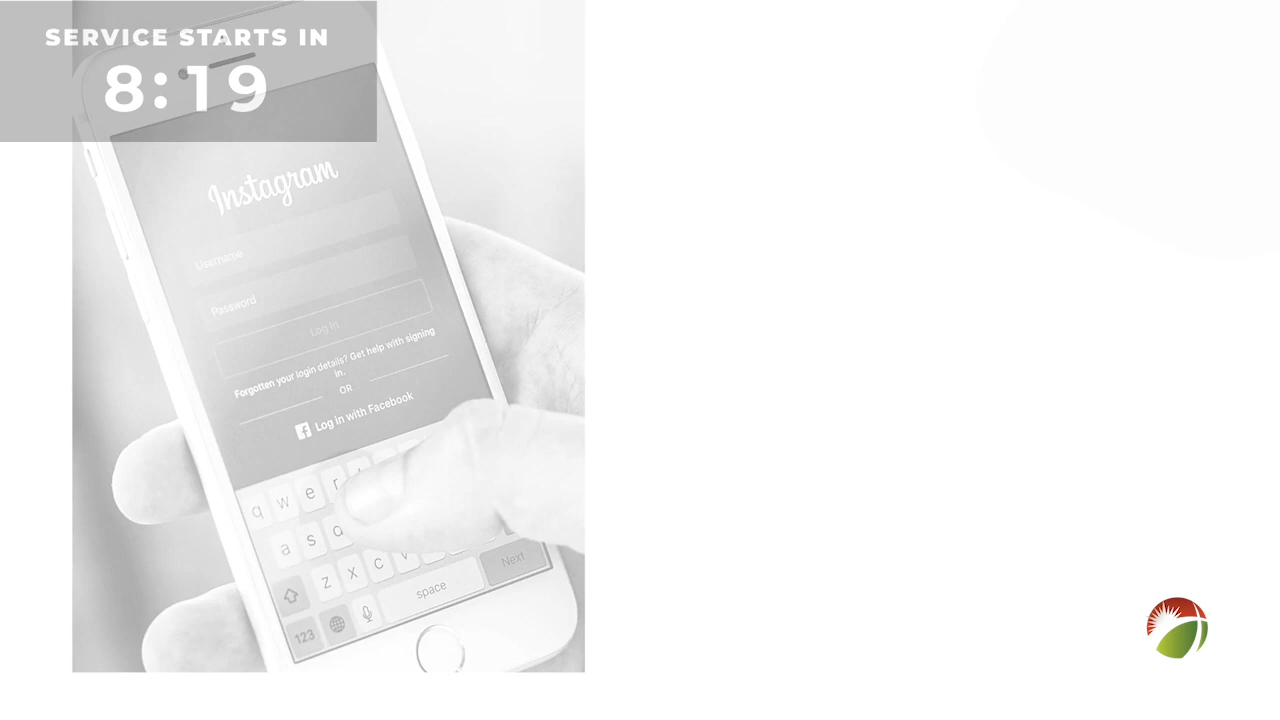 SERVICE STARTS IN
8:19
Instagram
Username
Password
Log In
Forgotten your login details? Get help with signing
in.
OR
Log in with Facebook
q w e r
a s d
z x c v
123 space Next